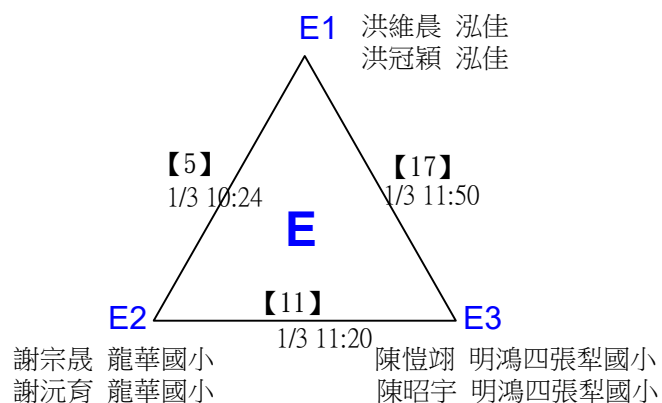 E1 洪維晨 泓佳
洪冠穎 泓佳
【5】 【17】
1/3 10:24 1/3 11:50
E
【11】
E2 E3
1/3 11:20
謝宗晟 龍華國小 陳愷翊 明鴻四張犁國小
謝沅育 龍華國小 陳昭宇 明鴻四張犁國小